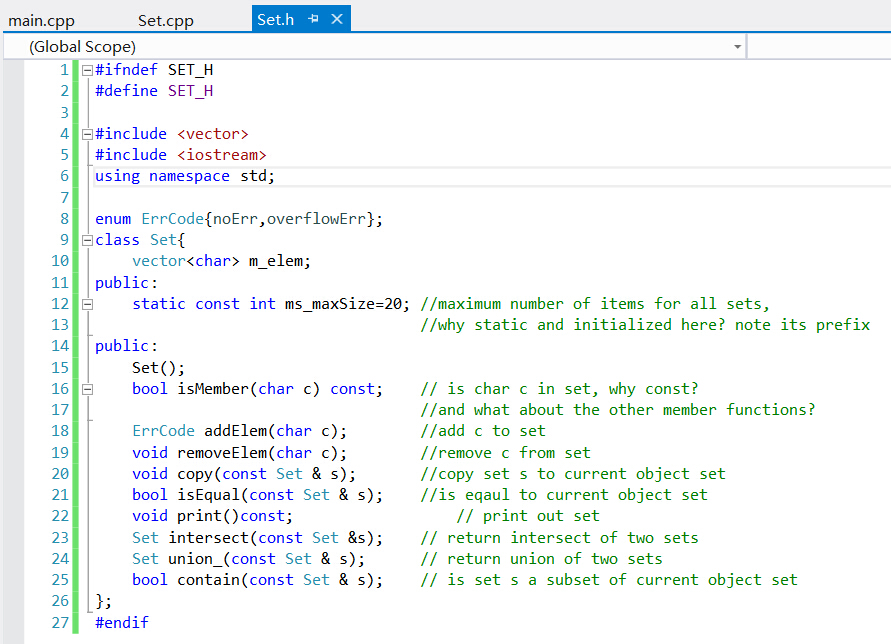 main.cpp Set.cpp Set.h
(Global Scope)
1 #ifndef SET_H
2 #define SET_H
3
4 #include <vector>
5 #include <iostream>
6 using namespace std;
7
8 enum ErrCode{noErr,overflowErr};
9 class Set{
10     vector<char> m_elem;
11 public:
12     static const int ms_maxSize=20; //maximum number of items for all sets,
13                                     //why static and initialized here? note its prefix
14 public:
15     Set();
16     bool isMember(char c) const;    // is char c in set, why const?
17                                     //and what about the other member functions?
18     ErrCode addElem(char c);        //add c to set
19     void removeElem(char c);        //remove c from set
20     void copy(const Set & s);       //copy set s to current object set
21     bool isEqual(const Set & s);    //is eqaul to current object set
22     void print()const;                  // print out set
23     Set intersect(const Set &s);    // return intersect of two sets
24     Set union_(const Set & s);      // return union of two sets
25     bool contain(const Set & s);    // is set s a subset of current object set
26 };
27 #endif